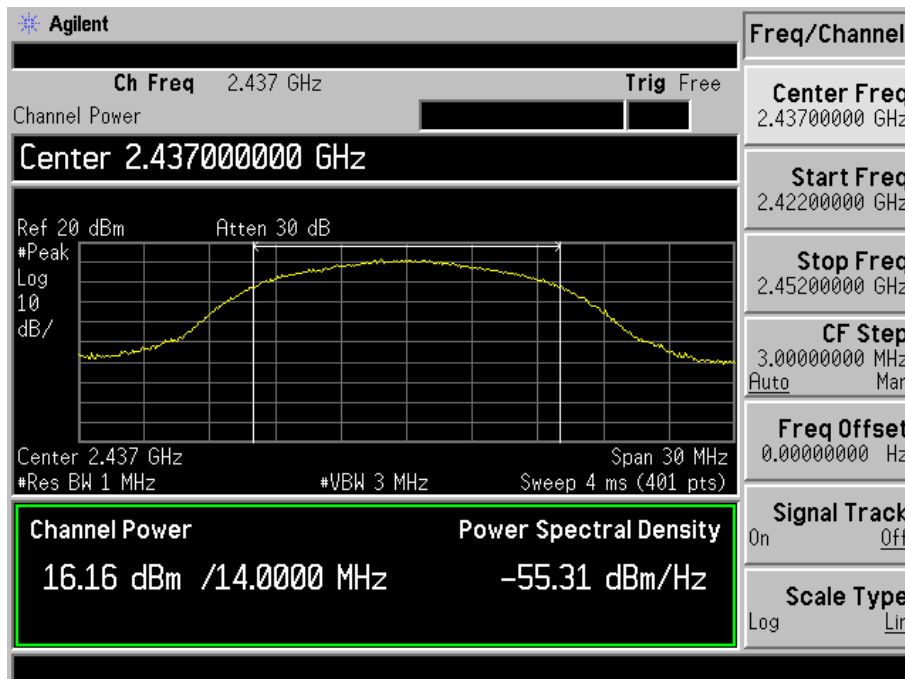 Agilent
Freq/Channel
Ch Freq 2.437 GHz Trig Free
Channel Power
Center 2.437000000 GHz
Ref 20 dBm Atten 30 dB
#Peak
Log
10
dB/
Center 2.437 GHz Span 30 MHz
#Res BW 1 MHz #VBW 3 MHz Sweep 4 ms (401 pts)
Channel Power Power Spectral Density
16.16 dBm /14.0000 MHz -55.31 dBm/Hz
Center Freq
2.43700000 GHz
Start Freq
2.42200000 GHz
Stop Freq
2.45200000 GHz
CF Step
3.00000000 MHz
Auto Man
Freq Offset
0.00000000 Hz
Signal Track
On Off
Scale Type
Log Lin